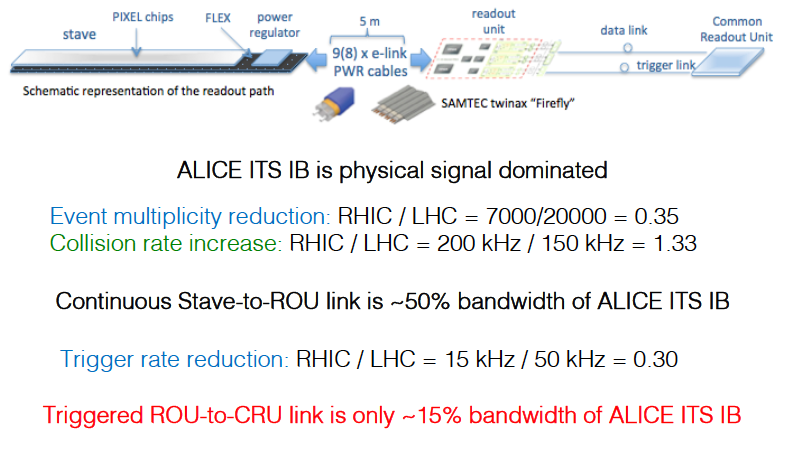 stave
PIXEL chips
FLEX
power
regulator
5 m
9(8) x e-link
PWR cables
readout
unit
data link
trigger link
Common
Readout Unit
Schematic representation of the readout path
SAMTEC twinax “Firefly”
ALICE ITS IB is physical signal dominated
Event multiplicity reduction: RHIC / LHC = 7000/20000 = 0.35
Collision rate increase: RHIC / LHC = 200 kHz / 150 kHz = 1.33
Continuous Stave-to-ROU link is ~50% bandwidth of ALICE ITS IB
Trigger rate reduction: RHIC / LHC = 15 kHz / 50 kHz = 0.30
Triggered ROU-to-CRU link is only ~15% bandwidth of ALICE ITS IB